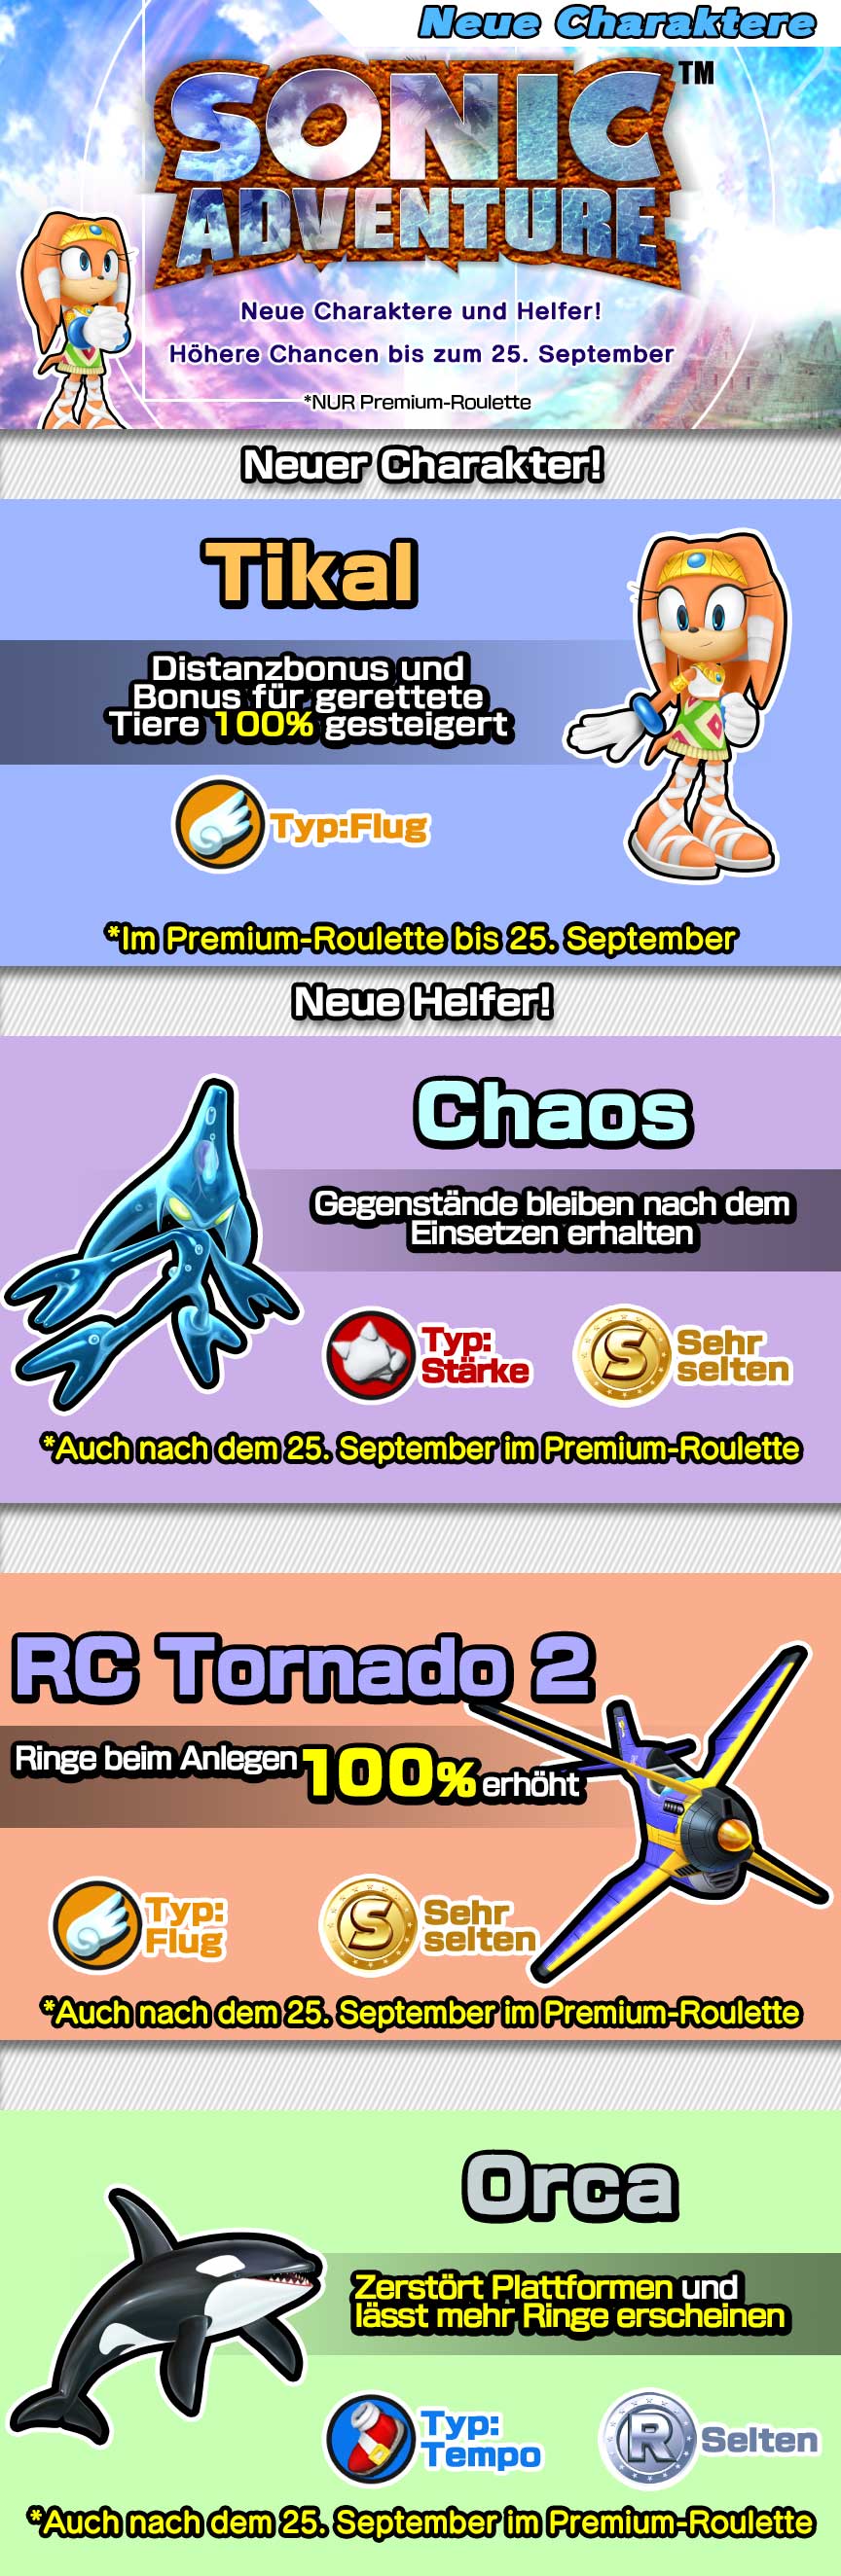 Neue Charaktere
SONIC
TM
ADVENTURE
Neue Charaktere und Helfer!
Höhere Chancen bis zum 25. September
*NUR Premium-Roulette
Neuer Charakter!
Tikal
Distanzbonus und
Bonus für gerettete
Tiere 100% gesteigert
Typ:Flug
*Im Premium-Roulette bis 25. September
Neue Helfer!
Chaos
Gegenstände bleiben nach dem
Einsetzen erhalten
Typ:
Stärke
S
Sehr
selten
*Auch nach dem 25. September im Premium-Roulette
RC Tornado 2
Ringe beim Anlegen 100% erhöht
Typ:
Flug
S
Sehr
selten
*Auch nach dem 25. September im Premium-Roulette
Orca
Zerstört Plattformen und
lässt mehr Ringe erscheinen
Typ:
Tempo
R
Selten
*Auch nach dem 25. September im Premium-Roulette